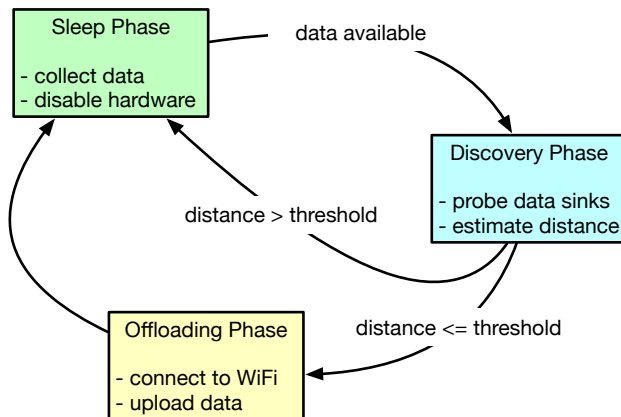 Sleep Phase
- collect data
- disable hardware
data available
Discovery Phase
- probe data sinks
- estimate distance
distance > threshold
distance <= threshold
Offloading Phase
- connect to WiFi
- upload data